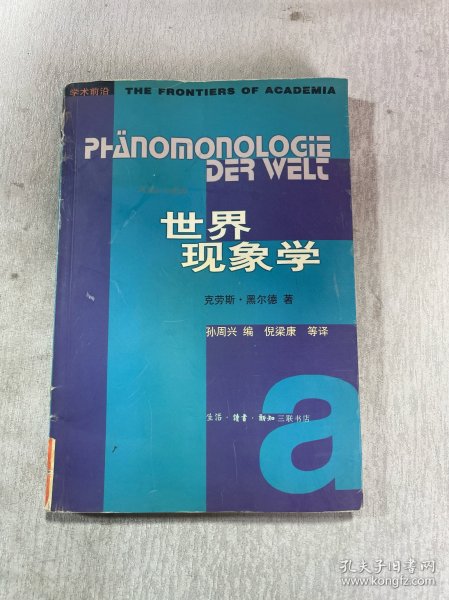 学术前沿 THE FRONTIERS OF ACADEMIA
PHÄNOMONOLOGIE
DER WELT
世界
现象学
克劳斯·黑尔德 著
孙周兴 编 倪梁康 等译
生活·读书·新知三联书店
a
孔夫子旧书网
www.kongfz.com